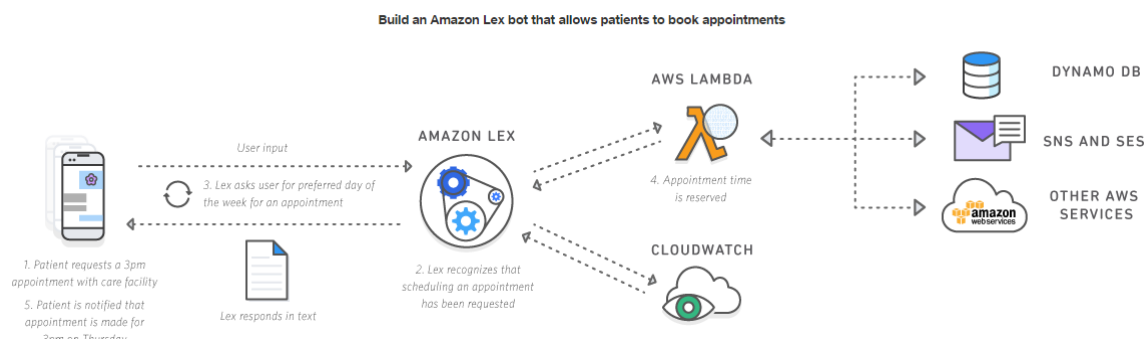 Build an Amazon Lex bot that allows patients to book appointments
AWS LAMBDA
DYNAMO DB
AMAZON LEX
User input
SNS AND SES
3. Lex asks user for preferred day of
the week for an appointment
4. Appointment time
is reserved
OTHER AWS
SERVICES
amazon
webservices
CLOUDWATCH
1. Patient requests a 3pm
appointment with care facility
2. Lex recognizes that
scheduling an appointment
has been requested
5. Patient is notified that
appointment is made for
3pm on Thursday
Lex responds in text